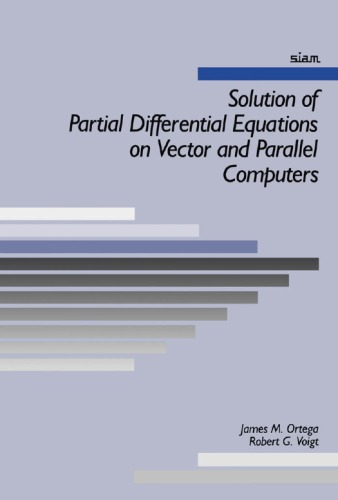 siam
Solution of
Partial Differential Equations
on Vector and Parallel
Computers
James M. Ortega
Robert G. Voigt